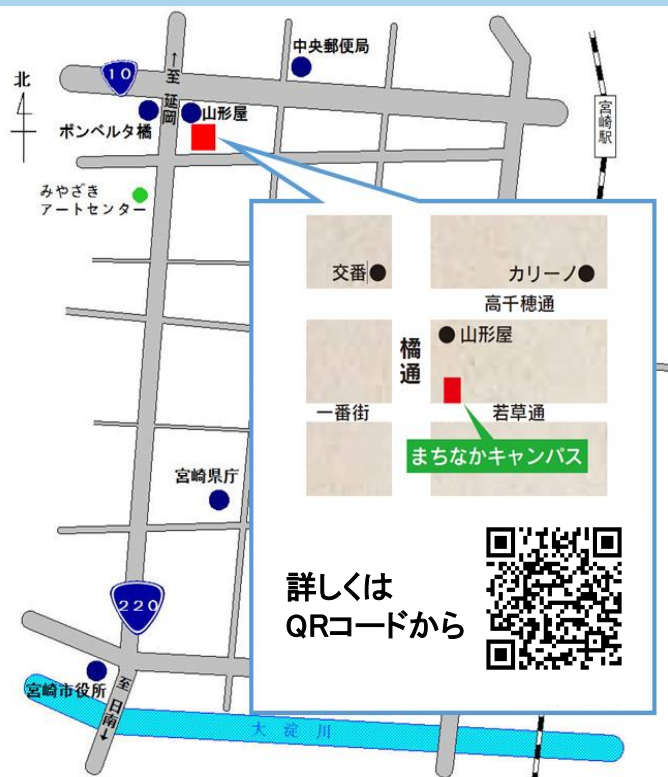 中央郵便局
10
←至 延岡
北
宮崎駅
ボンベルタ橘
山形屋
みやざき
アートセンター
交番
カリーノ
高千穂通
山形屋
橘通
一番街
若草通
まちなかキャンパス
宮崎県庁
詳しくは
QRコードから
220
宮崎市役所
至 日南→
大淀川